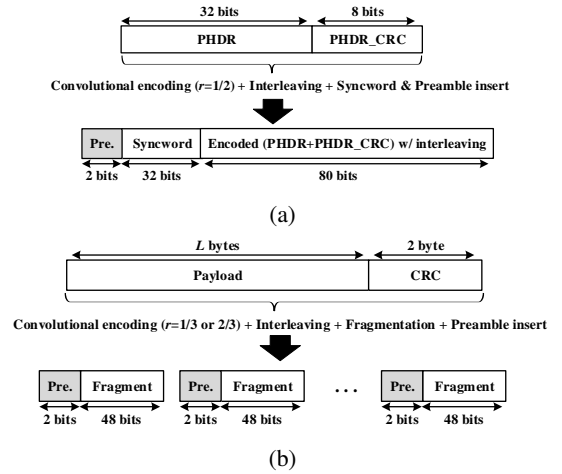 32 bits 8 bits
PHDR PHDR_CRC
Convolutional encoding (r=1/2) + Interleaving + Syncword & Preamble insert
Pre. Syncword Encoded (PHDR+PHDR_CRC) w/ interleaving
2 bits 32 bits 80 bits
(a)
L bytes 2 byte
Payload CRC
Convolutional encoding (r=1/3 or 2/3) + Interleaving + Fragmentation + Preamble insert
Pre. Fragment Pre. Fragment ... Pre. Fragment
2 bits 48 bits 2 bits 48 bits 2 bits 48 bits
(b)